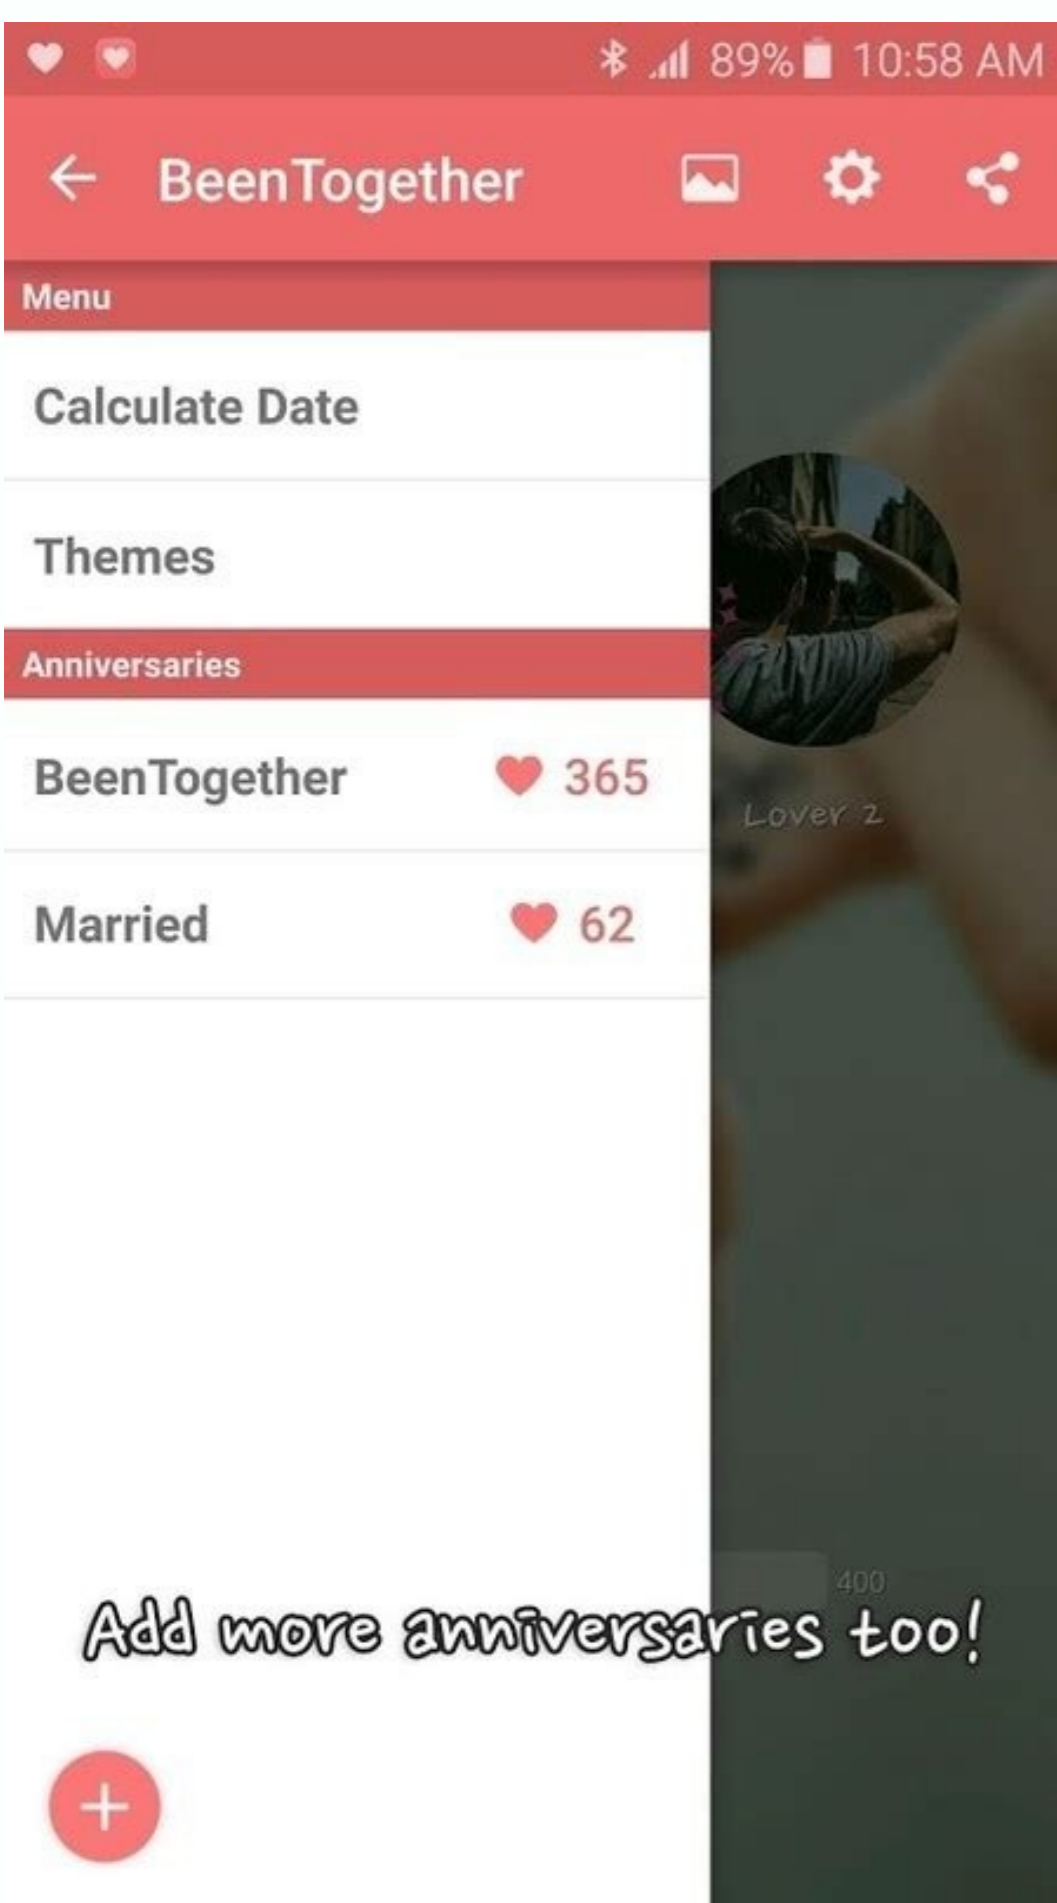 89% 10:58 AM
BeenTogether
Menu
Calculate Date
Themes
Anniversaries
BeenTogether 365
Lover 2
Married 62
400
Add more anniversaries too!